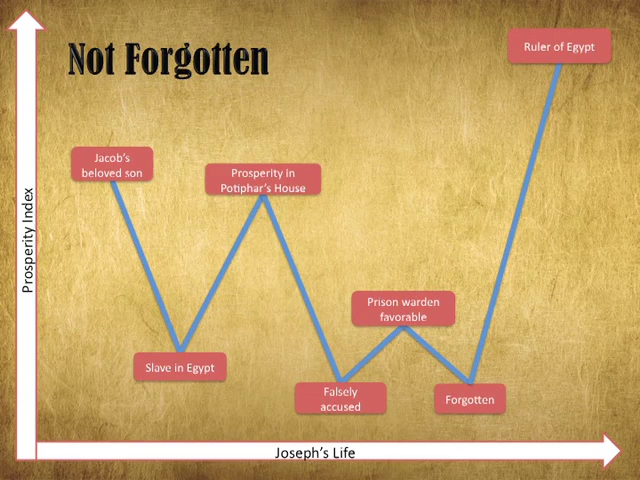 Not Forgotten
Ruler of Egypt
Jacob's
beloved son
Prosperity in
Potiphar's House
Prosperity Index
Prison warden
favorable
Slave in Egypt
Falsely
accused
Forgotten
Joseph's Life